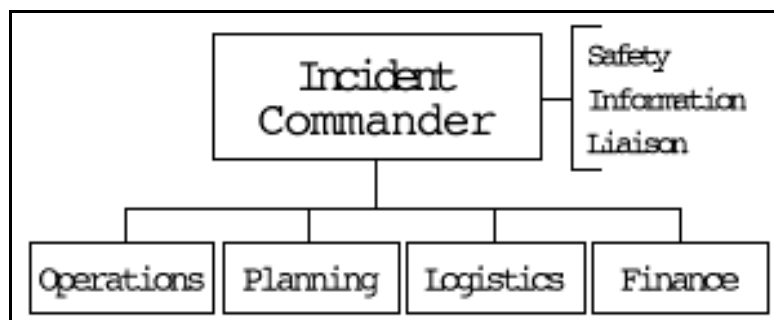 Incident
Commander
Safety
Information
Liaison
Operations
Planning
Logistics
Finance